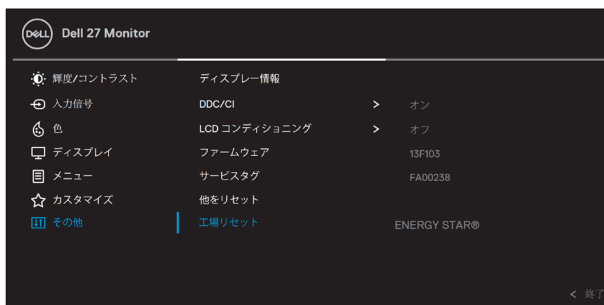 DELL Dell 27 Monitor
輝度/コントラスト ディスプレー情報
入力信号 DDC/CI > オン
色 LCD コンディショニング > オフ
ディスプレイ ファームウェア 13F103
メニュー サービスタグ FA00238
カスタマイズ 他をリセット
その他 工場リセット ENERGY STAR®
< 終了